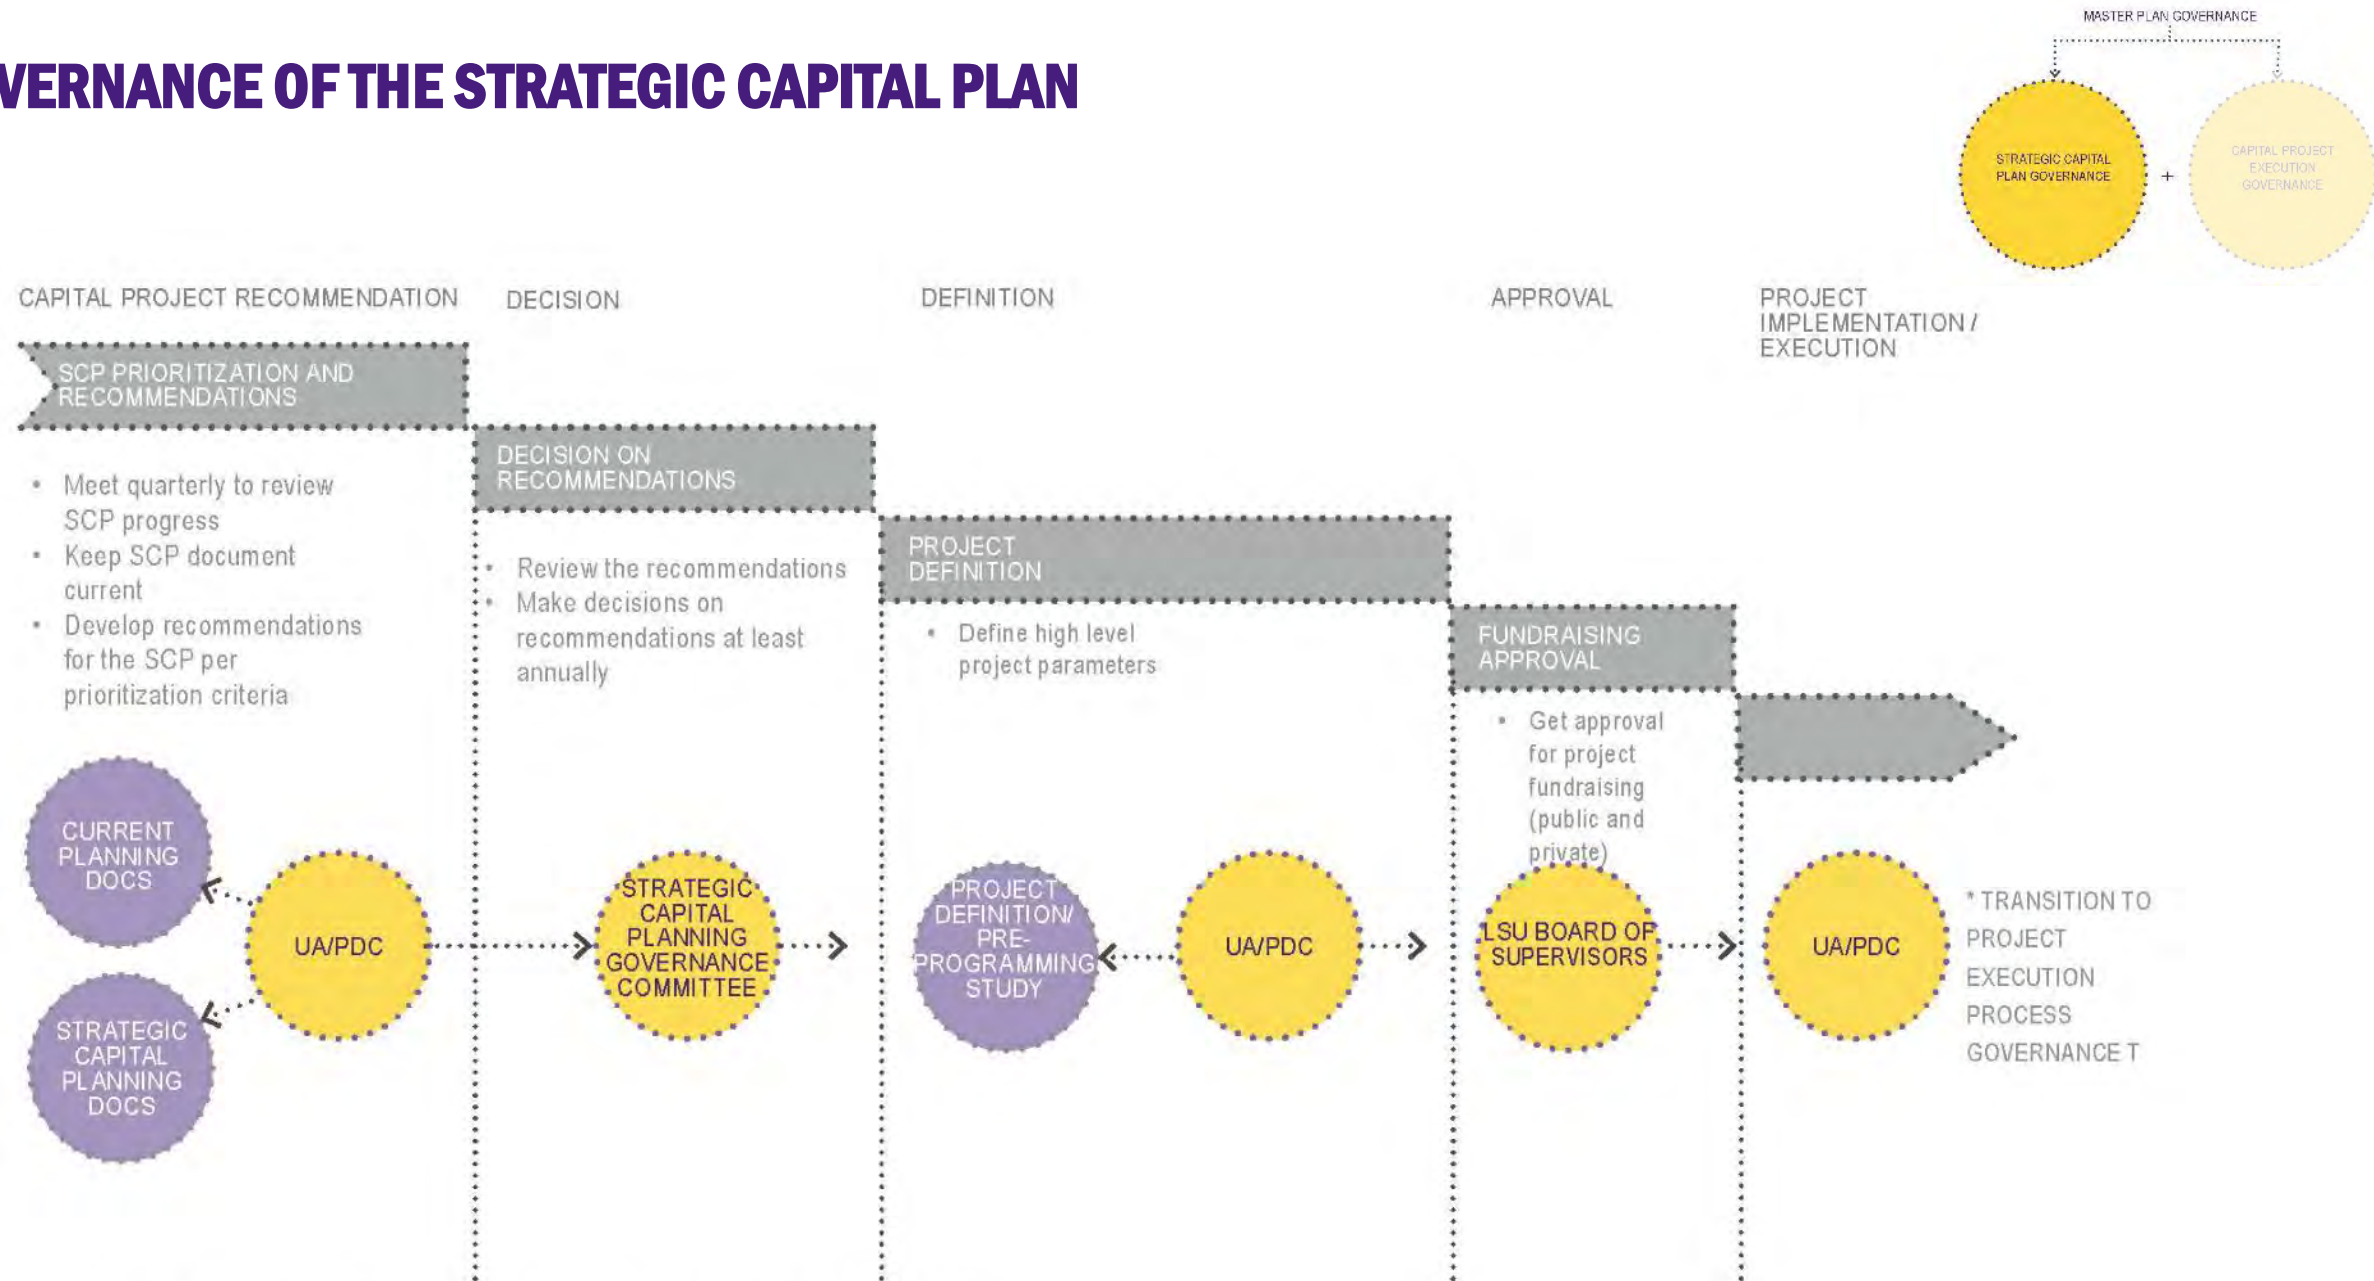 MASTER PLAN GOVERNANCE
VERNANCE OF THE STRATEGIC CAPITAL PLAN
STRATEGIC CAPITAL
PLAN GOVERNANCE
+
CAPITAL PROJECT
EXECUTION
GOVERNANCE
CAPITAL PROJECT RECOMMENDATION
DECISION
DEFINITION
APPROVAL
PROJECT
IMPLEMENTATION /
EXECUTION
SCP PRIORITIZATION AND
RECOMMENDATIONS
• Meet quarterly to review
SCP progress
• Keep SCP document
current
• Develop recommendations
for the SCP per
prioritization criteria
DECISION ON
RECOMMENDATIONS
• Review the recommendations
• Make decisions on
recommendations at least
annually
PROJECT
DEFINITION
• Define high level
project parameters
FUNDRAISING
APPROVAL
• Get approval
for project
fundraising
(public and
private)
CURRENT
PLANNING
DOCS
STRATEGIC
CAPITAL
PLANNING
DOCS
UA/PDC
STRATEGIC
CAPITAL
PLANNING
GOVERNANCE
COMMITTEE
PROJECT
DEFINITION/
PRE-
PROGRAMMING
STUDY
UA/PDC
LSU BOARD OF
SUPERVISORS
UA/PDC
* TRANSITION TO
PROJECT
EXECUTION
PROCESS
GOVERNANCE T